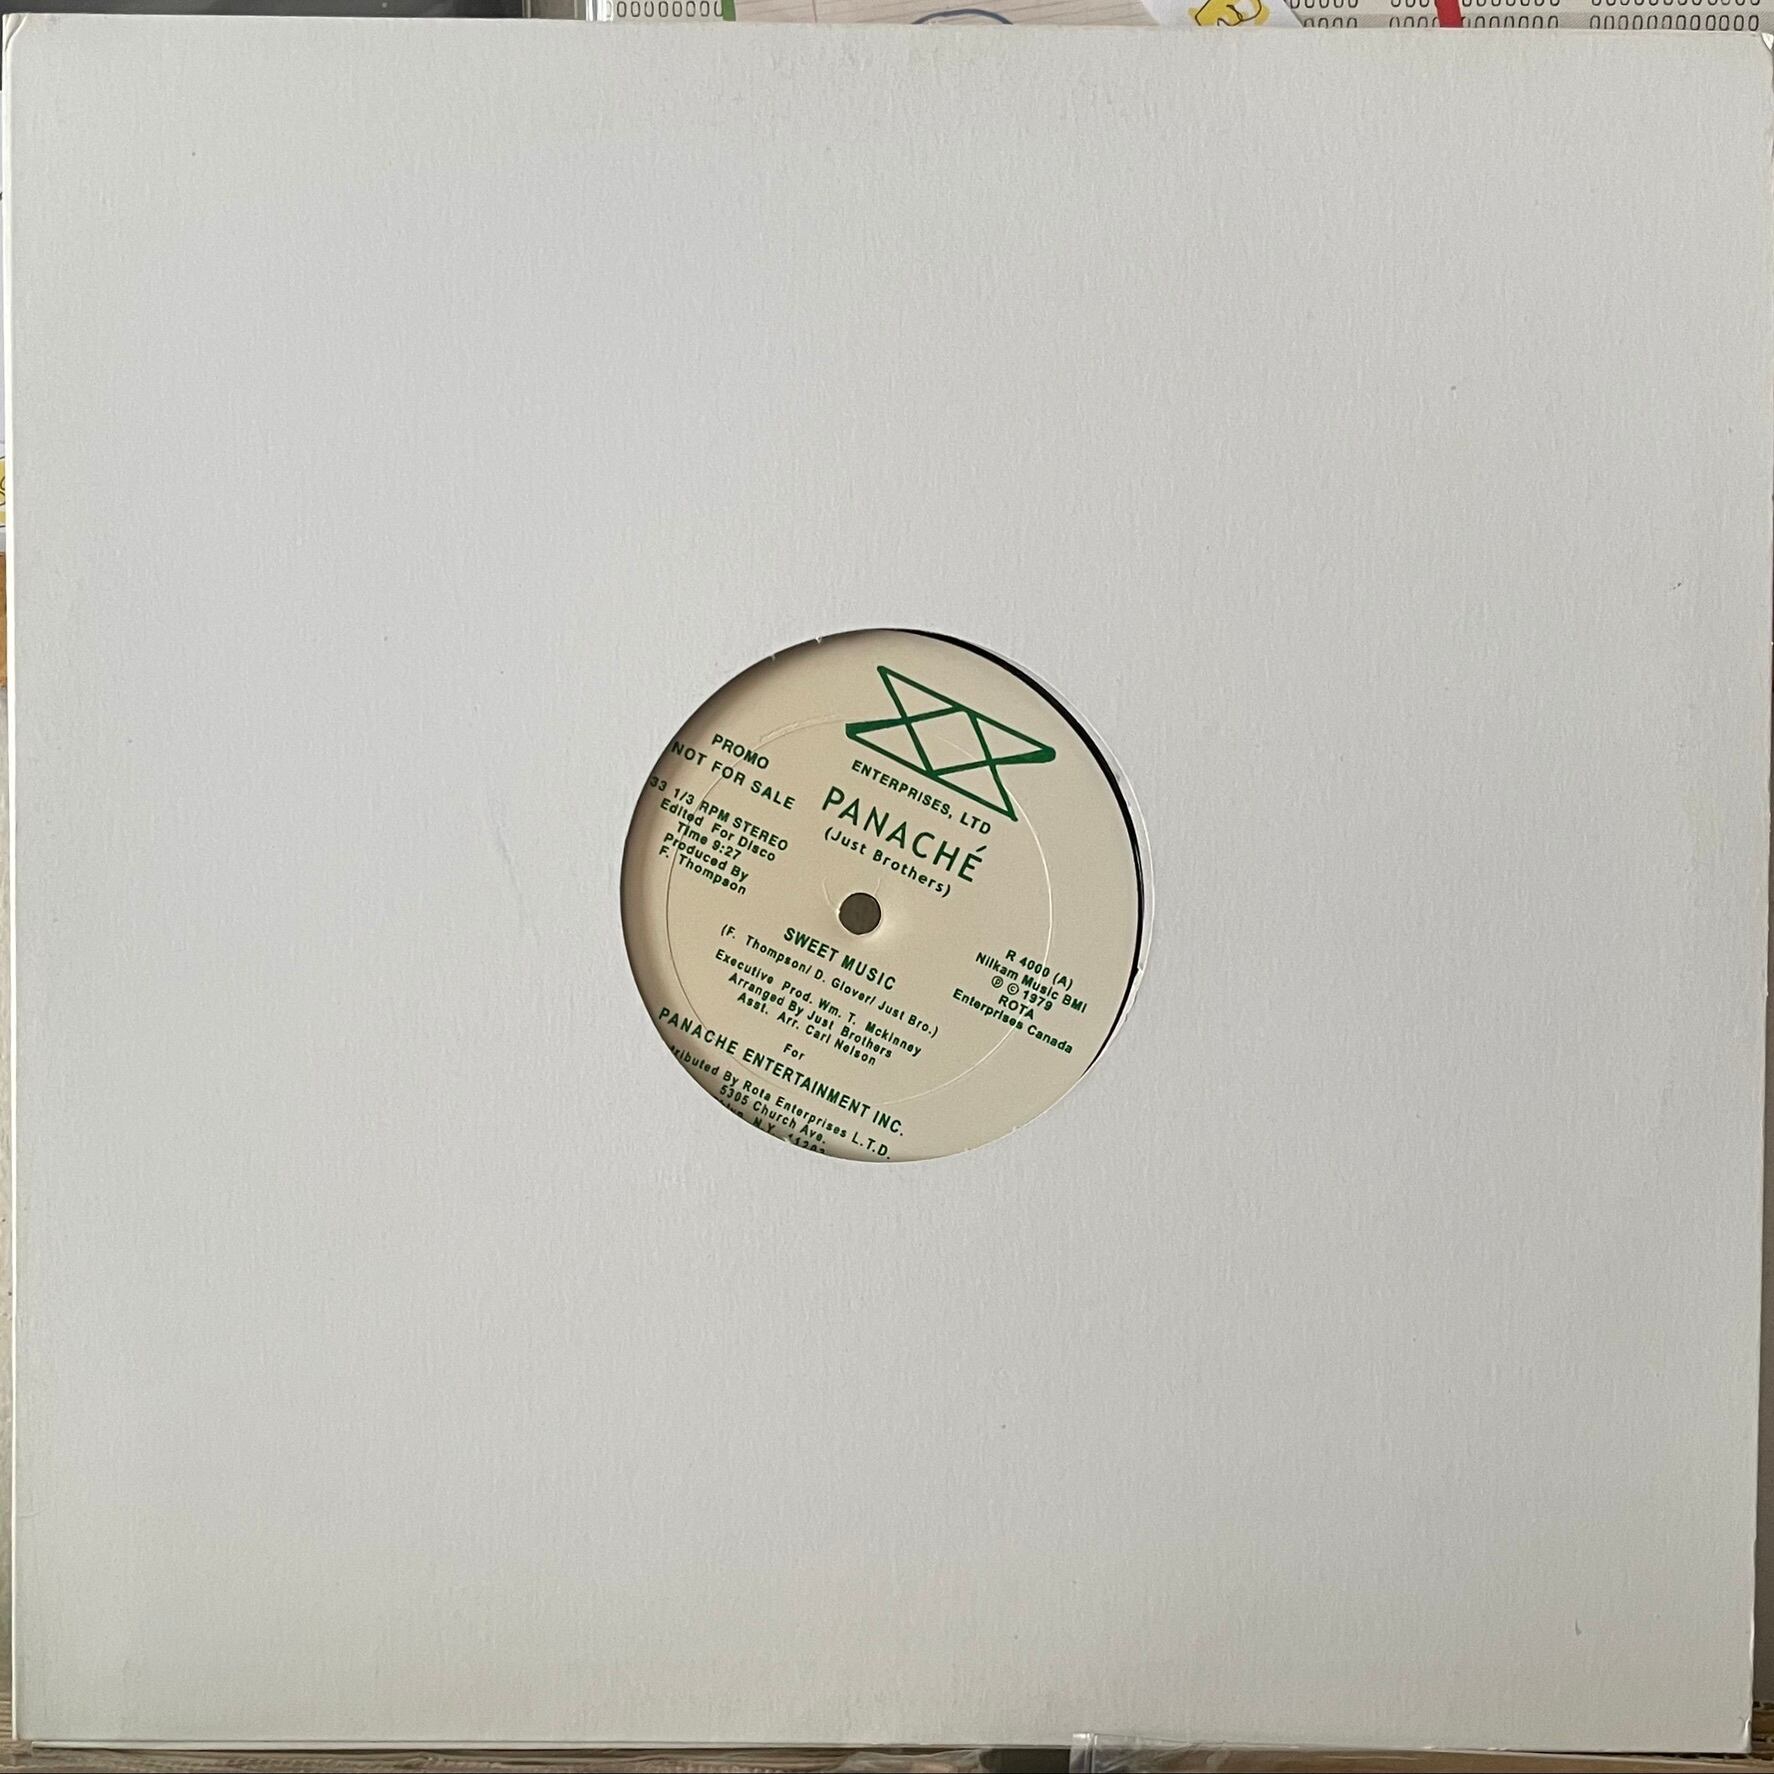 ENTERPRISES, LTD
PANACHÉ
(Just Brothers)
PROMO
NOT FOR SALE
33 1/3 RPM STEREO
Edited For Disco
Time 9:27
Produced By
F. Thompson
SWEET MUSIC
(F. Thompson/ D. Glover/ Just Bro.)
Executive Prod. Wm. T. Mckinney
Arranged By Just Brothers
Asst. Arr. Carl Nelson
R 4000 (A)
Nilkam Music BMI
℗ © 1979
ROTA
Enterprises Canada
For
PANACHE ENTERTAINMENT INC.
By Rota Enterprises L.T.D.
5305 Church Ave.
N.Y. 11203